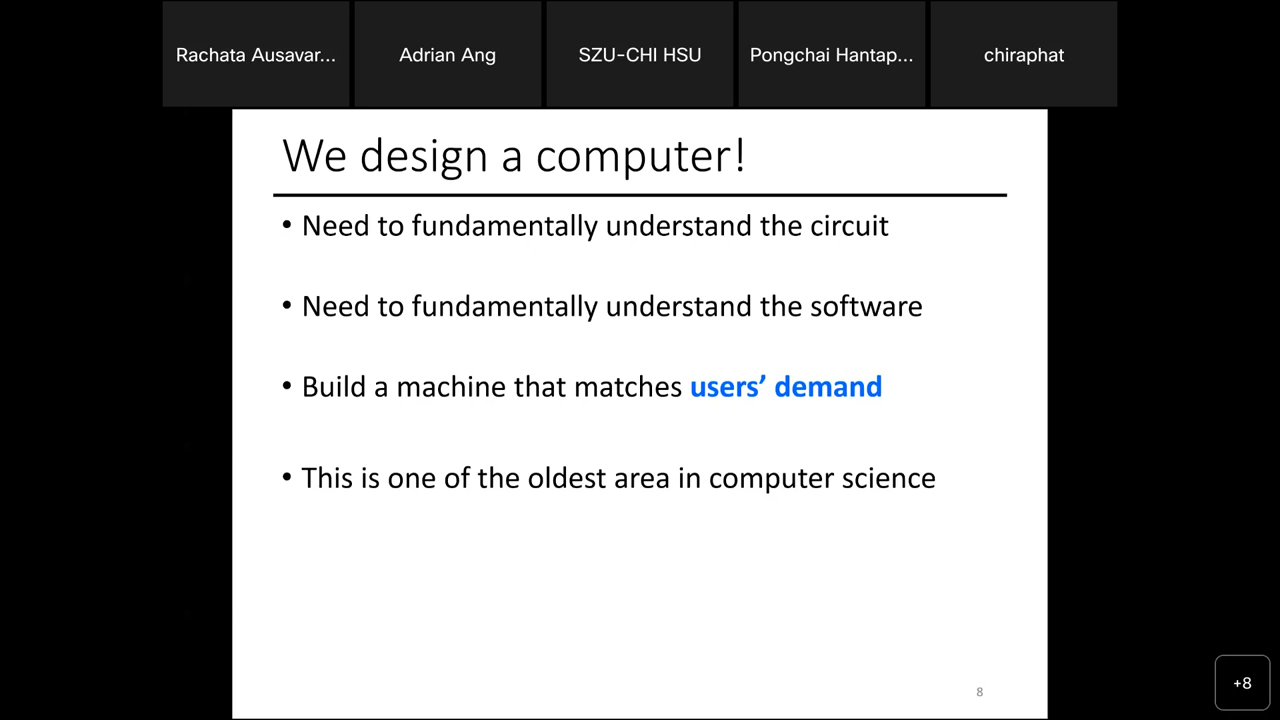 Rachata Ausavar...
Adrian Ang
SZU-CHI HSU
Pongchai Hantap...
chiraphat
We design a computer!
• Need to fundamentally understand the circuit
• Need to fundamentally understand the software
• Build a machine that matches users’ demand
• This is one of the oldest area in computer science
8
+8